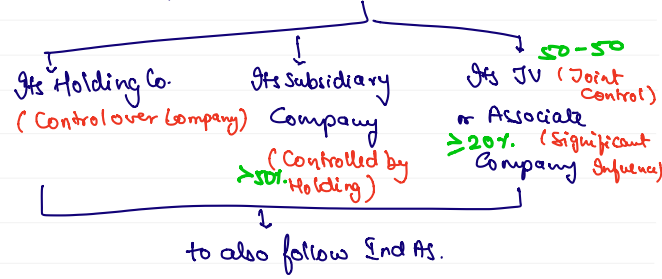 50-50
Its Holding Co. Its Subsidiary Its JV (Joint Control)
(Control over Company) Company or Associate
≥20%. (Significant Influence)
(Controlled by Holding) Company
>50%.
to also follow Ind As.